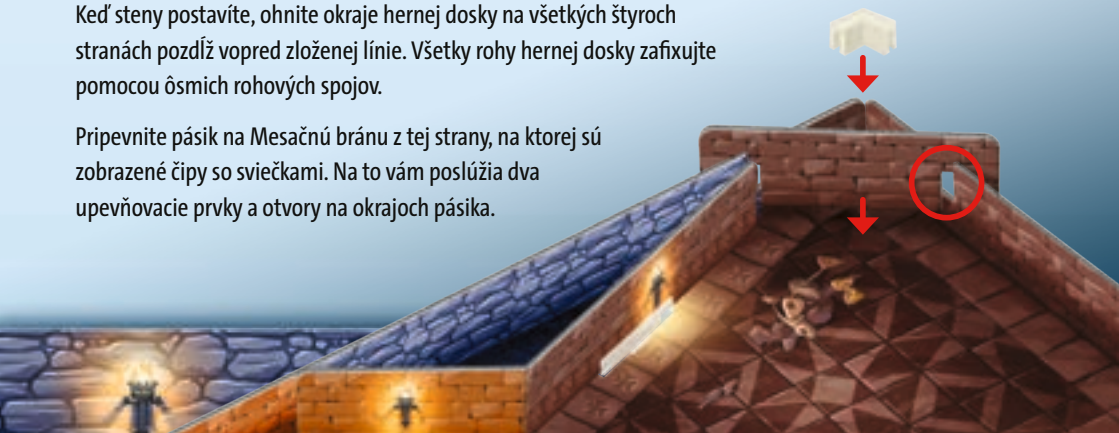 Keď steny postavíte, ohnite okraje hernej dosky na všetkých štyroch
stranách pozdĺž vopred zloženej línie. Všetky rohy hernej dosky zafixujte
pomocou ôsmich rohových spojov.
Pripevnite pásik na Mesačnú bránu z tej strany, na ktorej sú
zobrazené čipy so sviečkami. Na to vám poslúžia dva
upevňovacie prvky a otvory na okrajoch pásika.